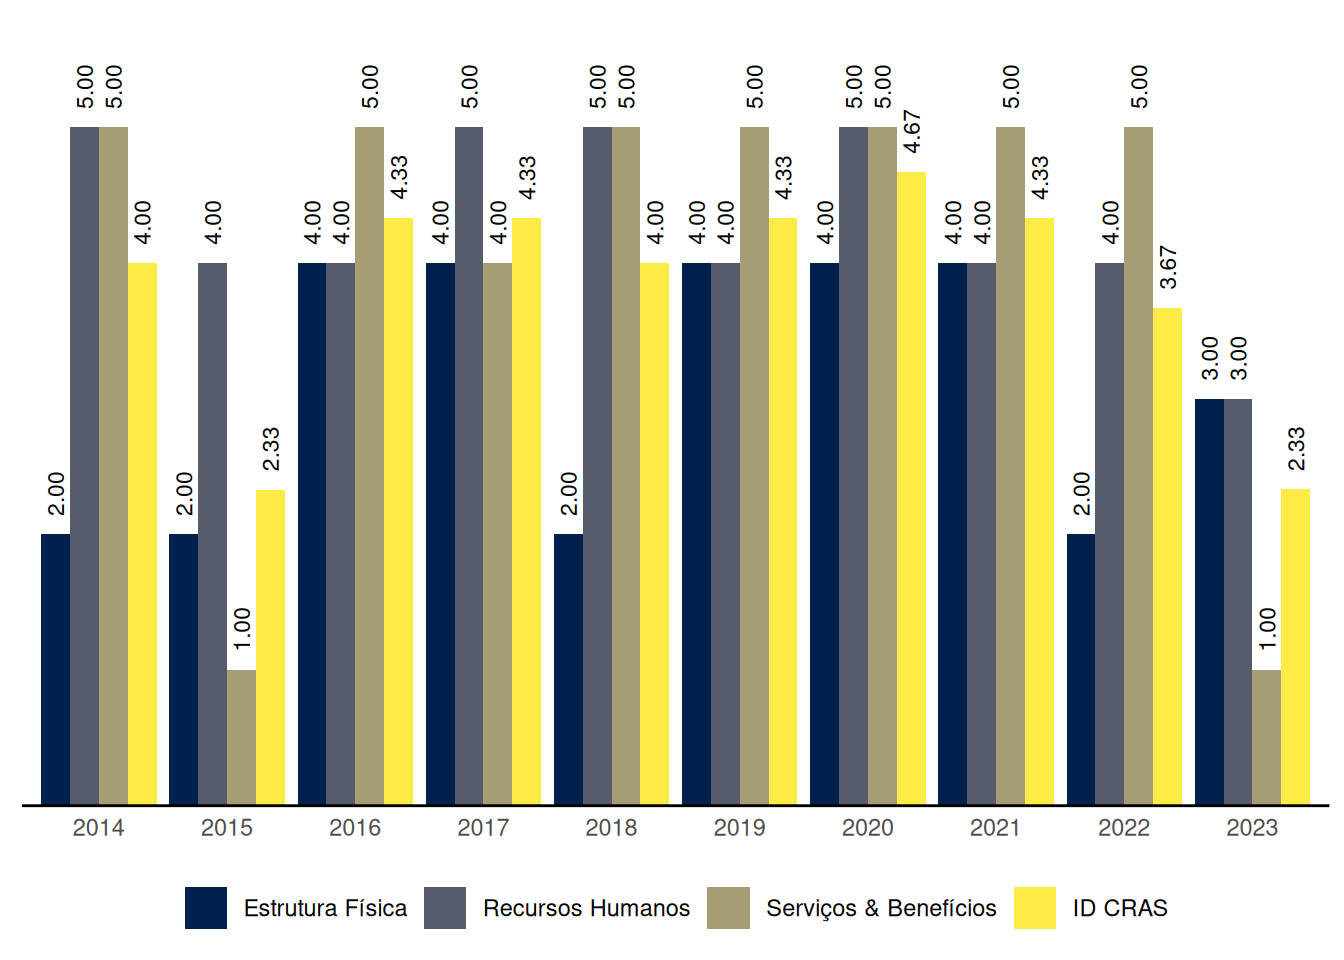 5.00 5.00 5.00 5.00 5.00 5.00 5.00 5.00 5.00 5.00 5.00
4.67
4.33 4.33 4.33 4.33
4.00 4.00 4.00 4.00 4.00 4.00 4.00 4.00 4.00 4.00 4.00 4.00 4.00
3.67
3.00 3.00
2.33 2.33
2.00 2.00 2.00 2.00
1.00 1.00
2014 2015 2016 2017 2018 2019 2020 2021 2022 2023
Estrutura Física Recursos Humanos Serviços & Benefícios ID CRAS